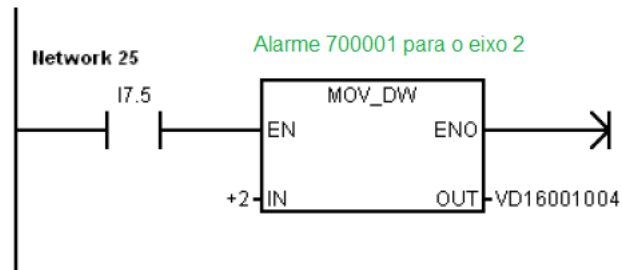 Network 25
Alarme 700001 para o eixo 2
I7.5
MOV_DW
EN
ENO
+2
IN
OUT
VD16001004